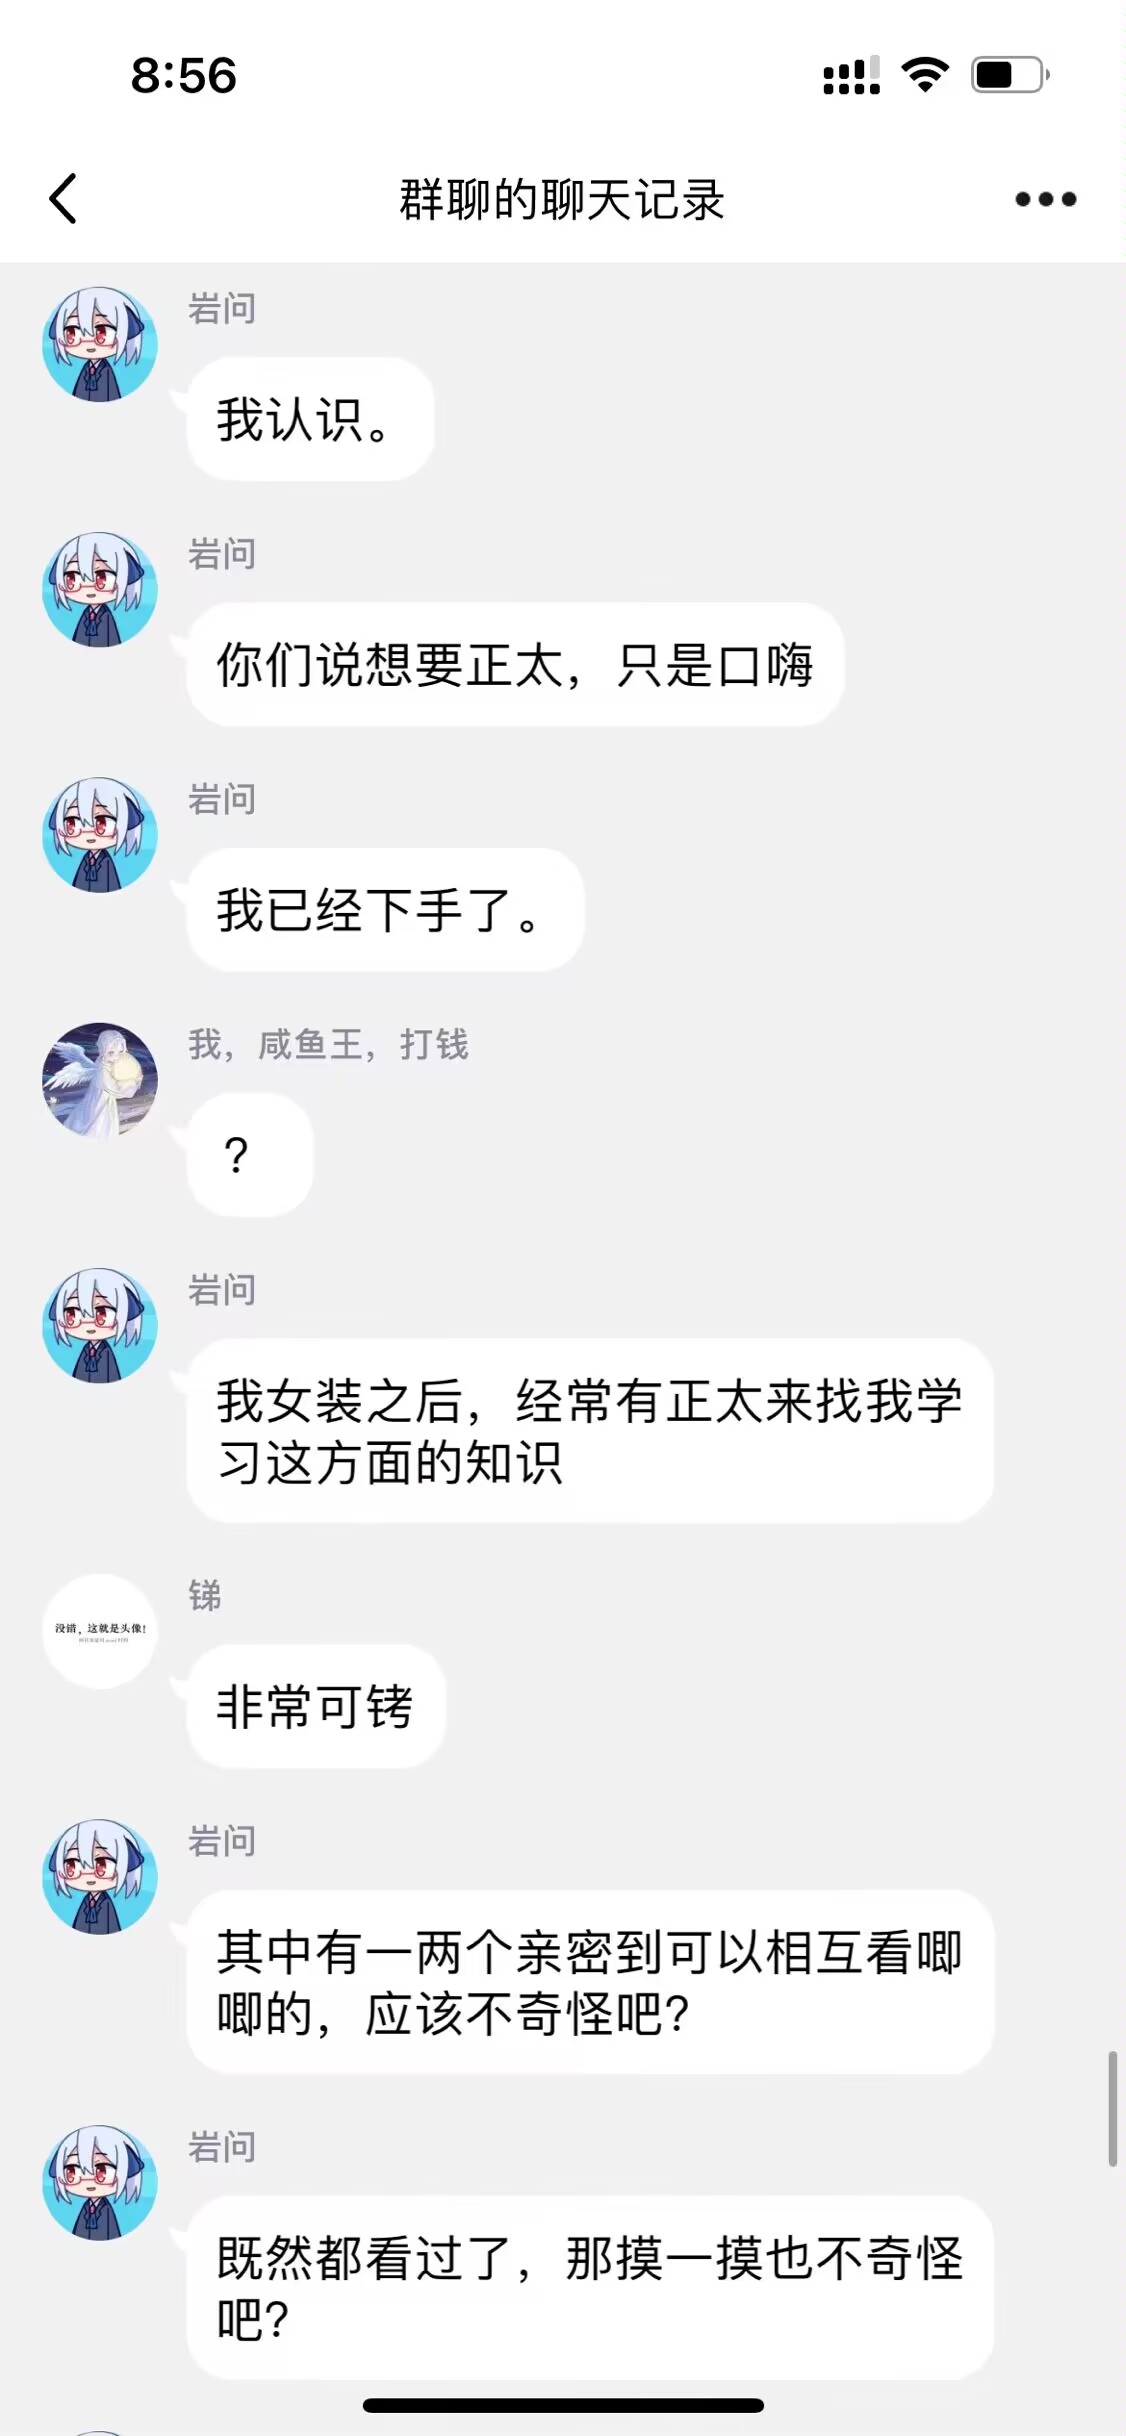 8:56
群聊的聊天记录
岩问
我认识。
岩问
你们说想要正太，只是口嗨
岩问
我已经下手了。
我，咸鱼王，打钱
？
岩问
我女装之后，经常有正太来找我学
习这方面的知识
锑
没错，这就是头像!
非常可铐
岩问
其中有一两个亲密到可以相互看唧
唧的，应该不奇怪吧？
岩问
既然都看过了，那摸一摸也不奇怪
吧？